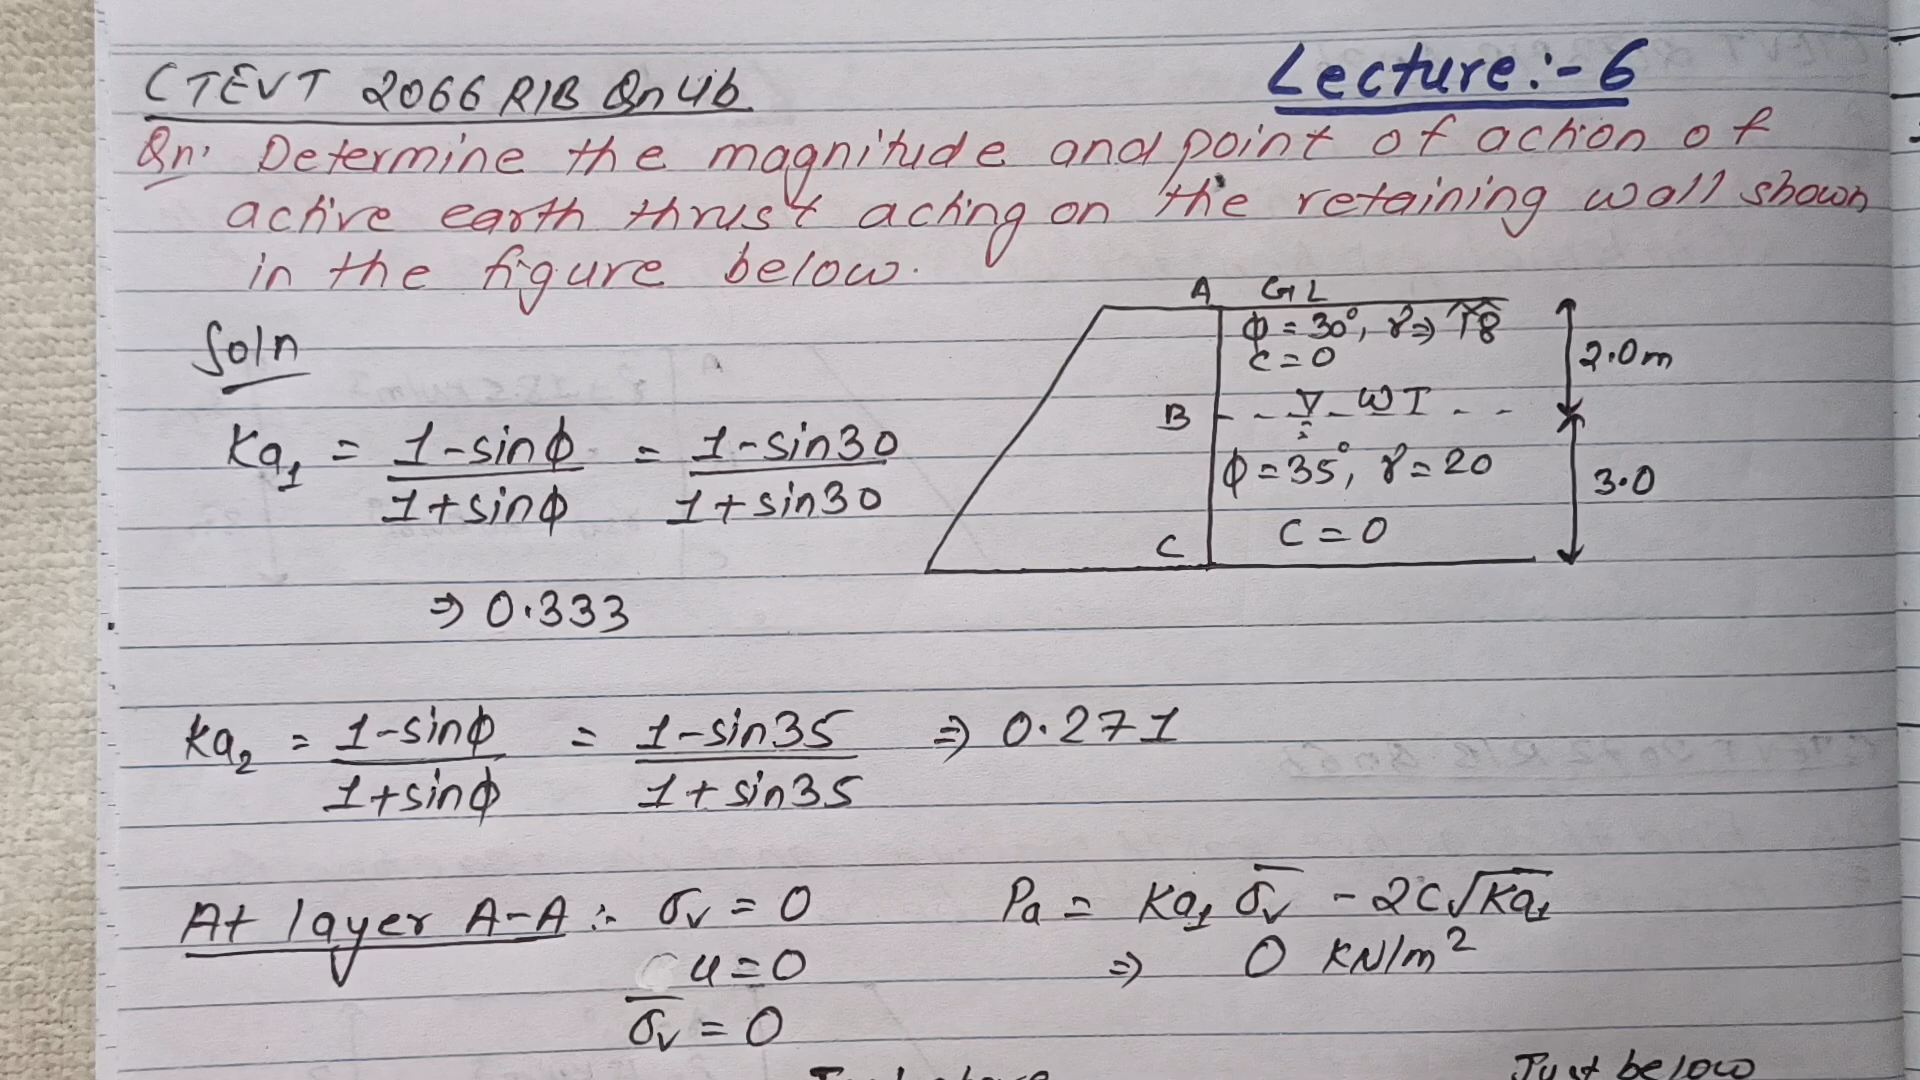 CTEVT 2066 R/B Qn 4b
Lecture:- 6
Qn: Determine the magnitude and point of action of
active earth thrust acting on the retaining wall shown
in the figure below.
Soln
A GL
φ = 30°, γ ⇒ 18
c = 0
2.0m
B WT
φ = 35°, γ = 20
3.0
C C = 0
Ka₁ = 1-sinφ / 1+sinφ = 1-sin30 / 1+sin30
⇒ 0.333
Ka₂ = 1-sinφ / 1+sinφ = 1-sin35 / 1+sin35 ⇒ 0.271
At layer A-A :- σv = 0 Pa = Ka₁ σ̅v - 2C√Ka₁
u = 0 ⇒ 0 KN/m²
σ̅v = 0
Just above Just below